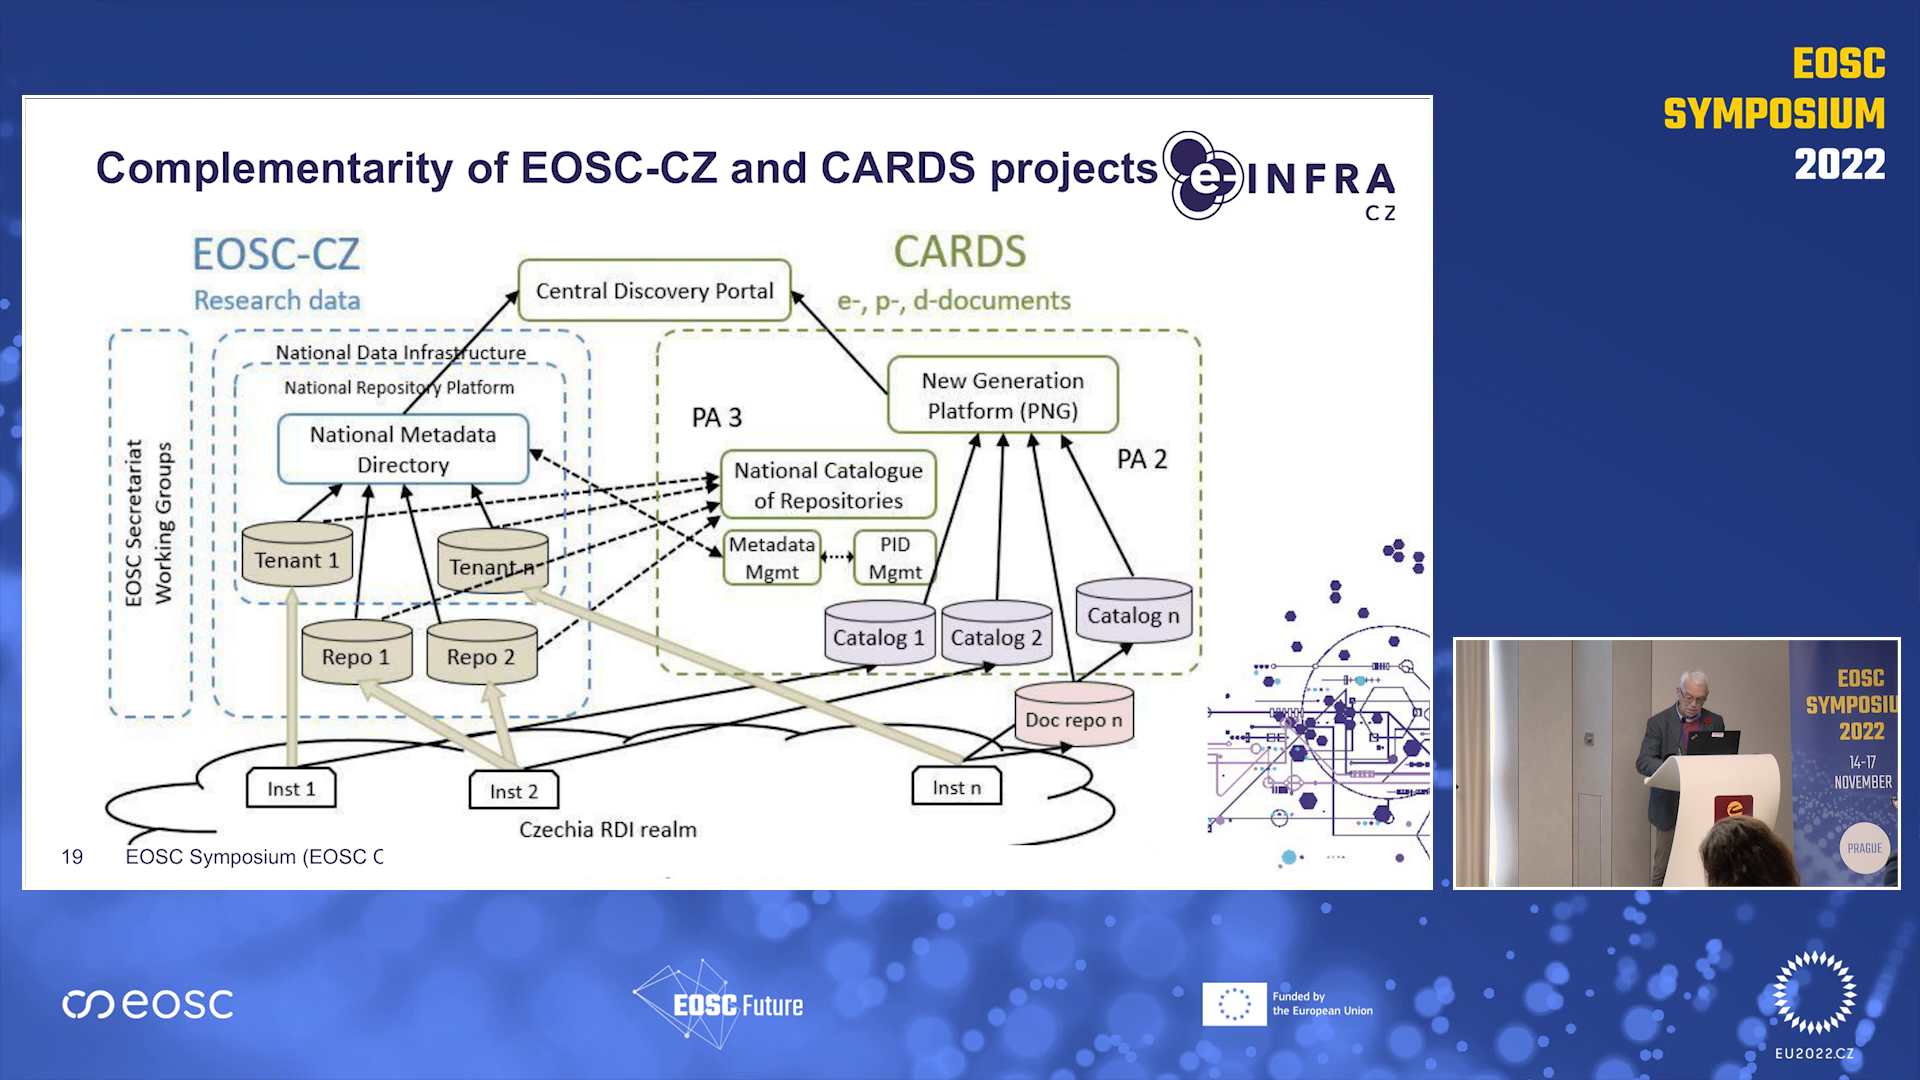 EOSC
SYMPOSIUM
2022
Complementarity of EOSC-CZ and CARDS projects
e-INFRA
CZ
EOSC-CZ
Research data
CARDS
e-, p-, d-documents
Central Discovery Portal
National Data Infrastructure
National Repository Platform
National Metadata
Directory
New Generation
Platform (PNG)
PA 3
PA 2
National Catalogue
of Repositories
Metadata
Mgmt
PID
Mgmt
EOSC Secretariat
Working Groups
Tenant 1
Tenant n
Repo 1
Repo 2
Catalog 1
Catalog 2
Catalog n
Doc repo n
Inst 1
Inst 2
Inst n
Czechia RDI realm
19 EOSC Symposium (EOSC C
EOSC
SYMPOSIU
2022
14-17
NOVEMBER
PRAGUE
eosc
EOSC Future
Funded by
the European Union
EU2022.CZ